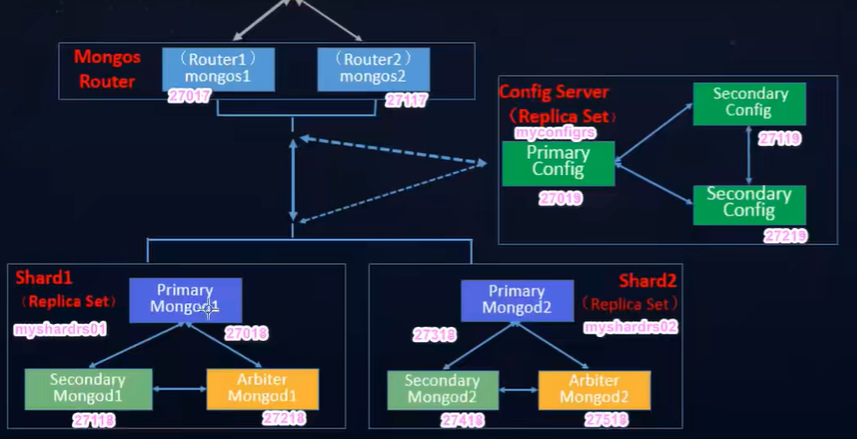 Mongos
Router
（Router1）
mongos1
27017
（Router2）
mongos2
27117
Config Server
（Replica Set）
myconfigrs
Primary
Config
27019
Secondary
Config
27119
Secondary
Config
27219
Shard1
（Replica Set）
myshardrs01
Primary
Mongod1
27018
Secondary
Mongod1
27118
Arbiter
Mongod1
27218
Shard2
（Replica Set）
myshardrs02
Primary
Mongod2
27318
Secondary
Mongod2
27418
Arbiter
Mongod2
27518